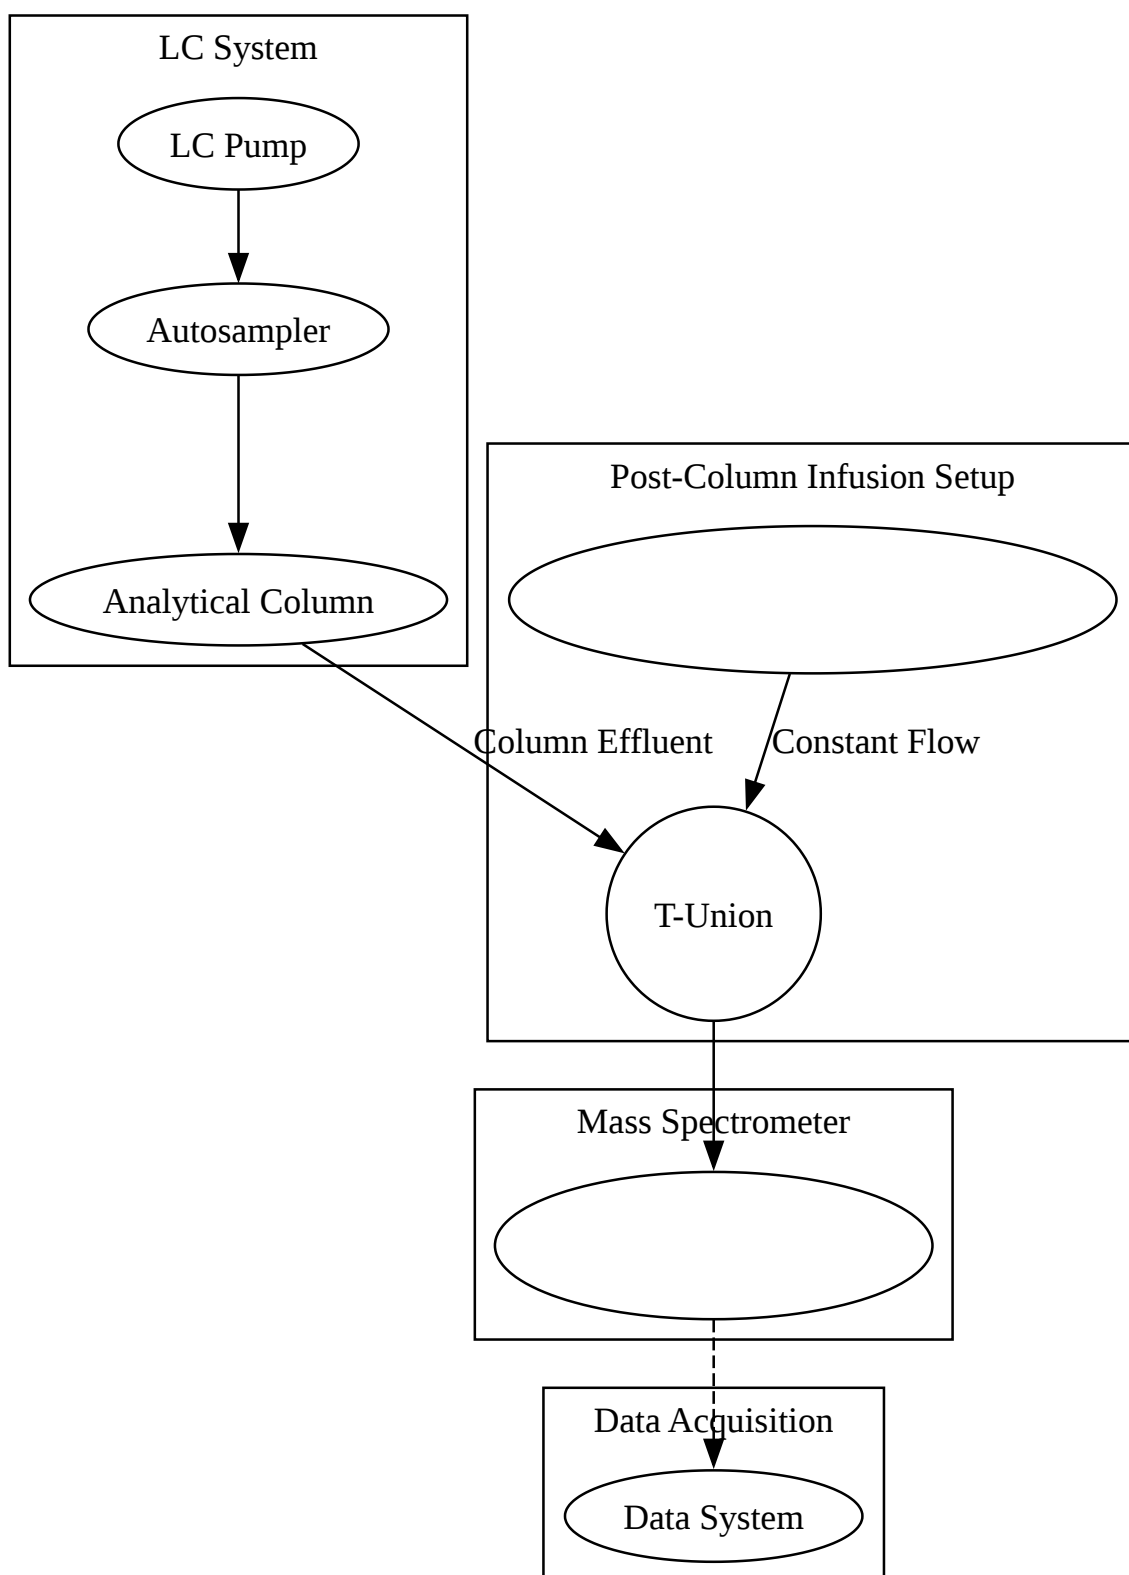 LC System
LC Pump
Autosampler
Analytical Column
Post-Column Infusion Setup
Column Effluent
Constant Flow
T-Union
Mass Spectrometer
Data Acquisition
Data System